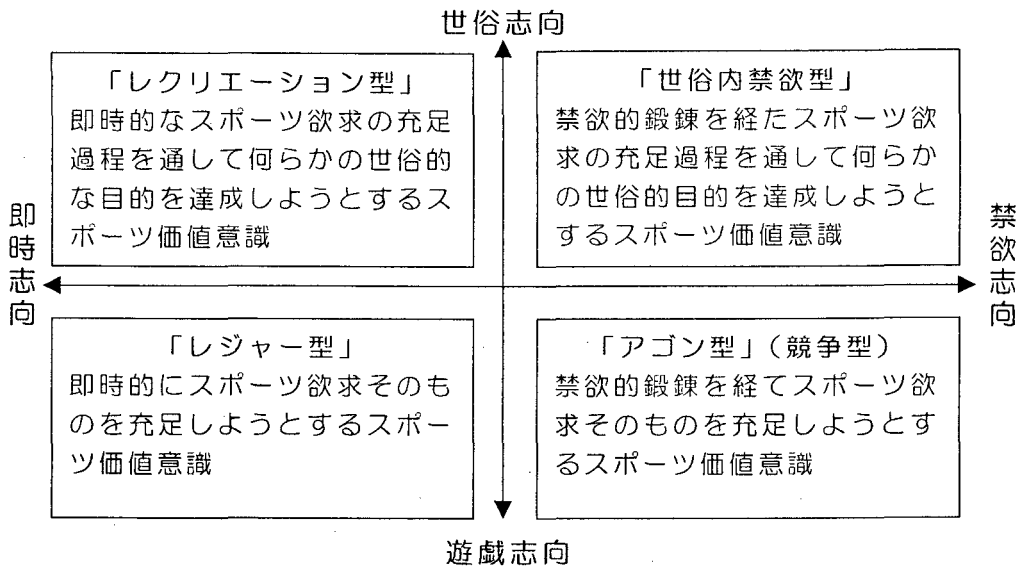 世俗志向
「レクリエーション型」
即時的なスポーツ欲求の充足
過程を通して何らかの世俗的
な目的を達成しようとするス
ポーツ価値意識
「世俗内禁欲型」
禁欲的鍛錬を経たスポーツ欲
求の充足過程を通して何らか
の世俗的目的を達成しようと
するスポーツ価値意識
即時志向
禁欲志向
「レジャー型」
即時的にスポーツ欲求そのも
のを充足しようとするスポー
ツ価値意識
「アゴン型」（競争型）
禁欲的鍛錬を経てスポーツ欲
求そのものを充足しようとす
るスポーツ価値意識
遊戯志向